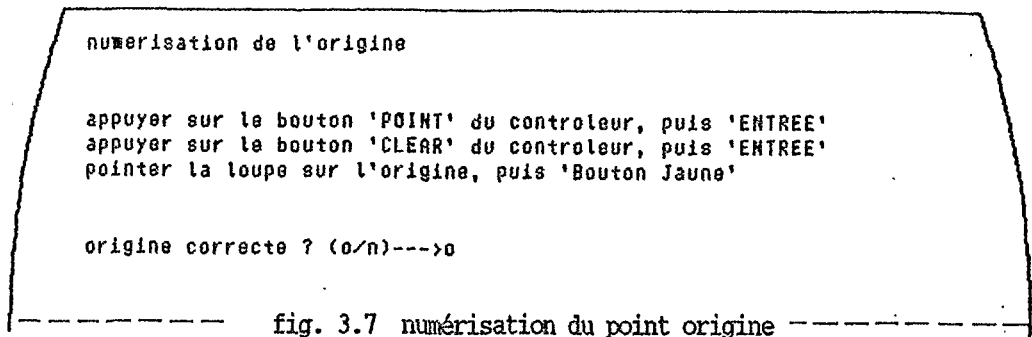 numerisation de l'origine
appuyer sur le bouton 'POINT' du controleur, puis 'ENTREE'
appuyer sur le bouton 'CLEAR' du controleur, puis 'ENTREE'
pointer la loupe sur l'origine, puis 'Bouton Jaune'
origine correcte ? (o/n)--->o
fig. 3.7 numérisation du point origine